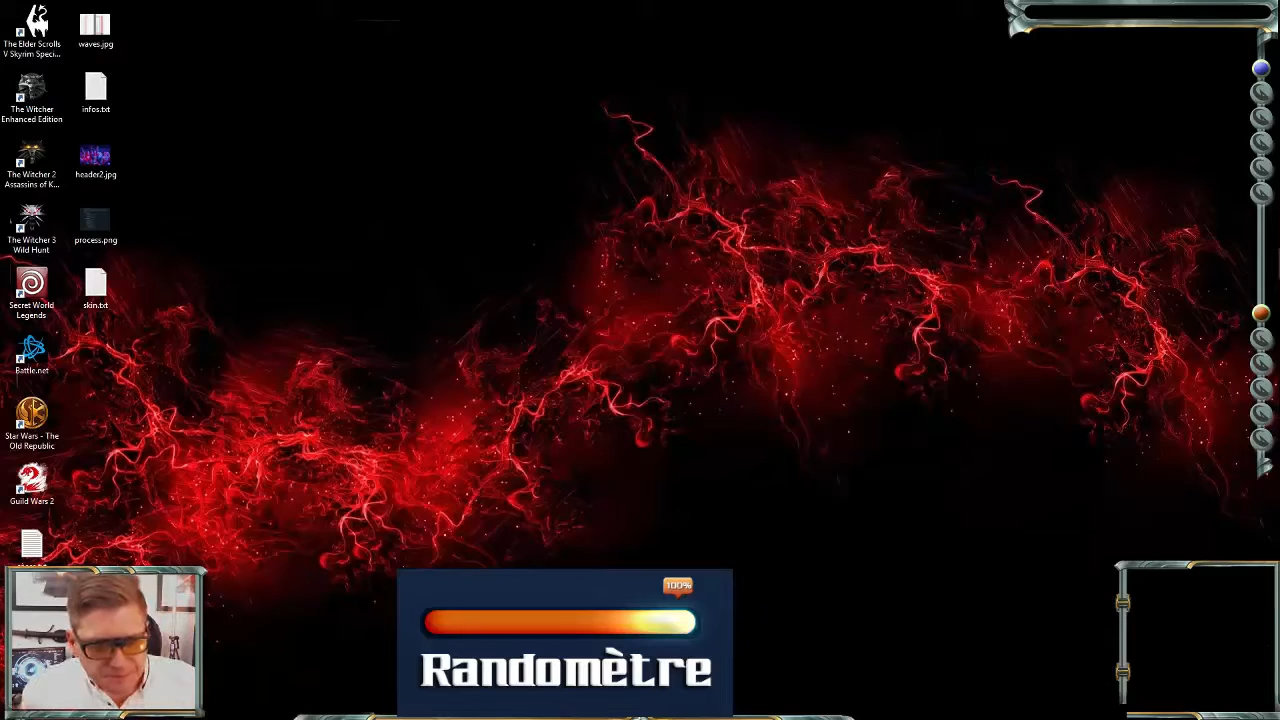 The Elder Scrolls
V Skyrim Speci...
waves.jpg
The Witcher
Enhanced Edition
infos.txt
The Witcher 2
Assassins of K...
header2.jpg
The Witcher 3
Wild Hunt
process.png
Secret World
Legends
skin.txt
Battle.net
Star Wars - The
Old Republic
Guild Wars 2
100%
Randomètre